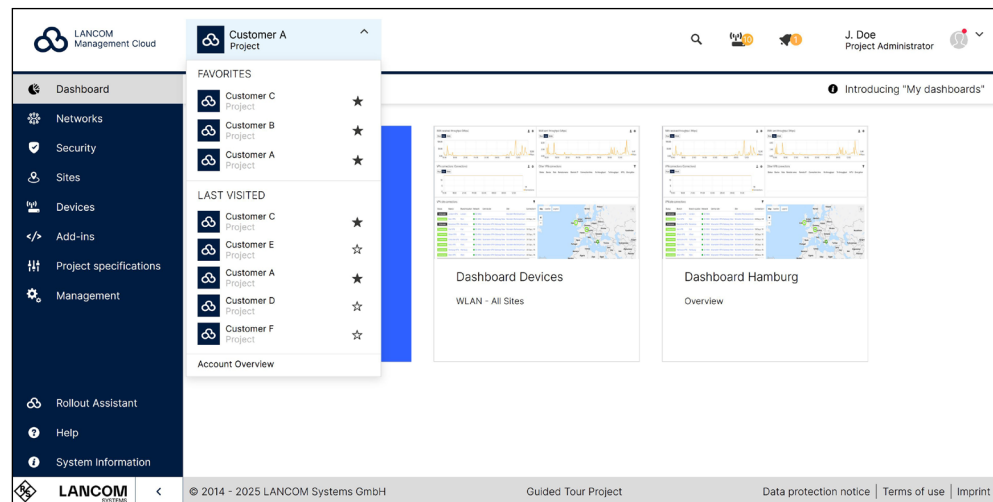 LANCOM
Management Cloud
Customer A
Project
10
1
J. Doe
Project Administrator
FAVORITES
Customer C
Project
Customer B
Project
Customer A
Project
LAST VISITED
Customer C
Project
Customer E
Project
Customer A
Project
Customer D
Project
Customer F
Project
Account Overview
Dashboard
Networks
Security
Sites
Devices
Add-ins
Project specifications
Management
Rollout Assistant
Help
System Information
Introducing "My dashboards"
Dashboard Devices
WLAN - All Sites
Dashboard Hamburg
Overview
R&S
LANCOM
SYSTEMS
© 2014 - 2025 LANCOM Systems GmbH
Guided Tour Project
Data protection notice | Terms of use | Imprint